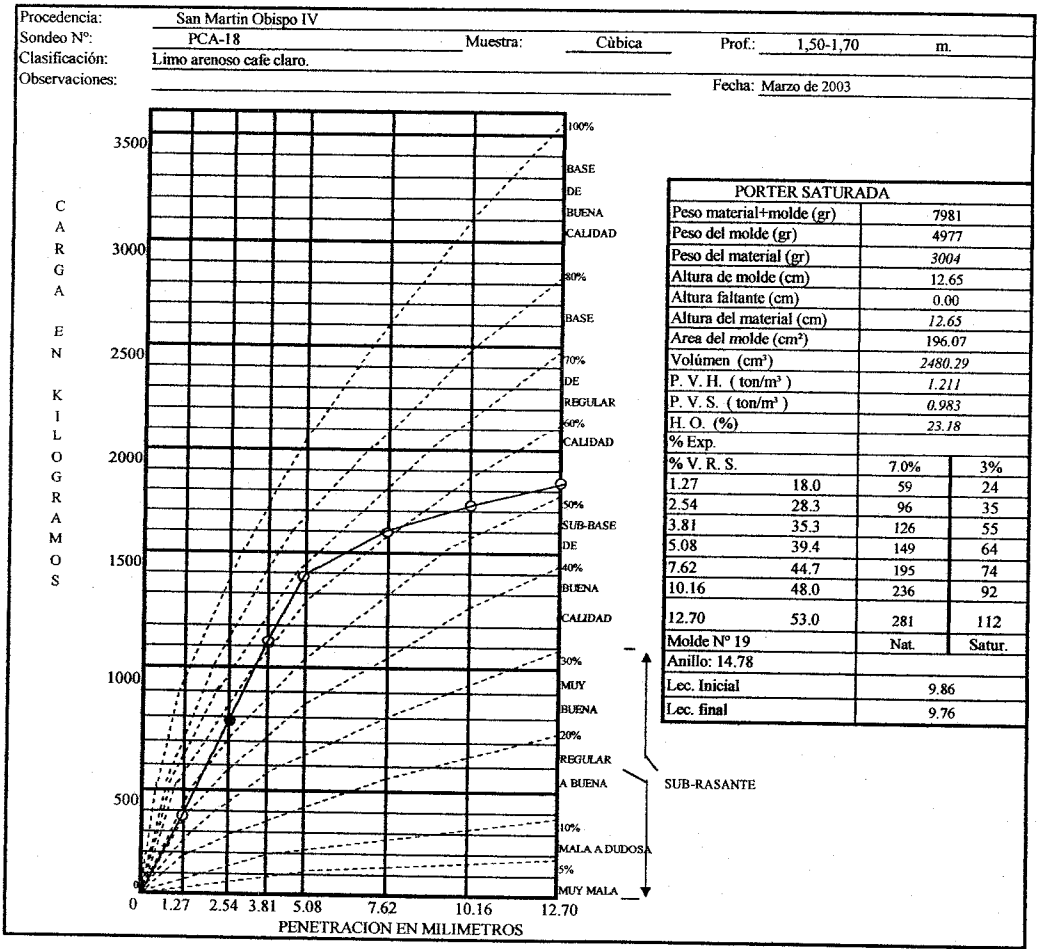 Procedencia: San Martin Obispo IV
Sondeo Nº: PCA-18 Muestra: Cùbica Prof.: 1,50-1,70 m.
Clasificación: Limo arenoso cafè claro.
Observaciones:
Fecha: Marzo de 2003
CARGA EN KILOGRAMOS
3500
3000
2500
2000
1500
1000
500
0
100%
BASE
DE
BUENA
CALIDAD
80%
BASE
70%
DE
REGULAR
60%
CALIDAD
50%
SUB-BASE
DE
40%
BUENA
CALIDAD
30%
MUY
BUENA
20%
REGULAR
A BUENA
10%
MALA A DUDOSA
5%
MUY MALA
SUB-RASANTE
0 1.27 2.54 3.81 5.08 7.62 10.16 12.70
PENETRACION EN MILIMETROS
PORTER SATURADA
Peso material+molde (gr) 7981
Peso del molde (gr) 4977
Peso del material (gr) 3004
Altura de molde (cm) 12.65
Altura faltante (cm) 0.00
Altura del material (cm) 12.65
Area del molde (cm²) 196.07
Volúmen (cm³) 2480.29
P. V. H. ( ton/m³ ) 1.211
P. V. S. ( ton/m³ ) 0.983
H. O. (%) 23.18
% Exp.
% V. R. S. 7.0% 3%
1.27 18.0 59 24
2.54 28.3 96 35
3.81 35.3 126 55
5.08 39.4 149 64
7.62 44.7 195 74
10.16 48.0 236 92
12.70 53.0 281 112
Molde Nº 19 Nat. Satur.
Anillo: 14.78
Lec. Inicial 9.86
Lec. final 9.76